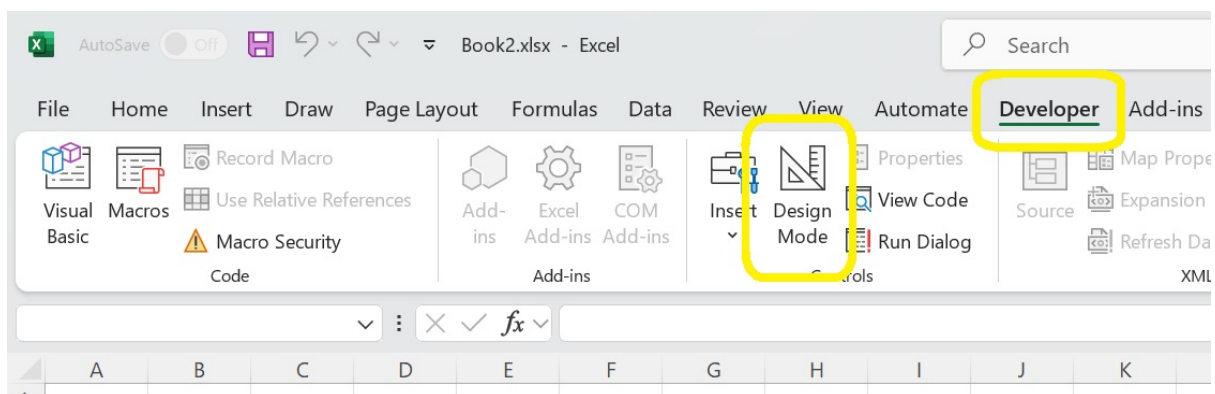 AutoSave Off Book2.xlsx - Excel Search
File Home Insert Draw Page Layout Formulas Data Review View Automate Developer Add-ins
Record Macro Properties Map Prope
Use Relative References View Code Expansion
Visual Basic Macros Macro Security Add-ins Excel Add-ins COM Add-ins Insert Design Mode Run Dialog Source Refresh Da
Code Add-ins XML
fx
A B C D E F G H I J K